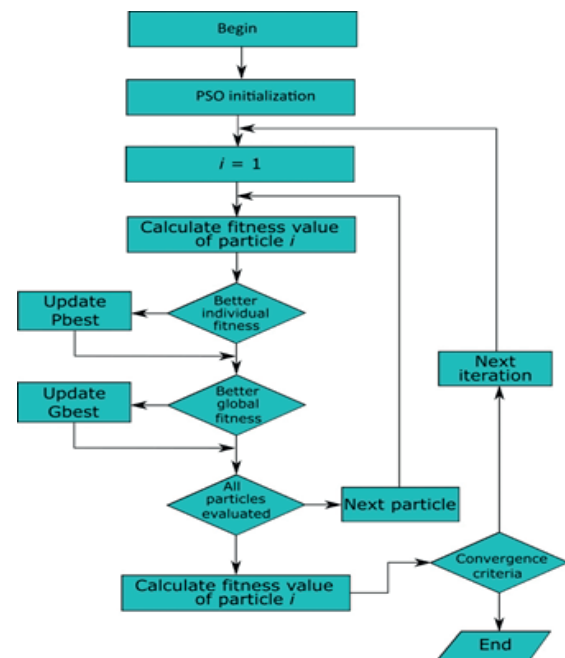 Begin
PSO initialization
i = 1
Calculate fitness value
of particle i
Better
individual
fitness
Update
Pbest
Better
global
fitness
Update
Gbest
All
particles
evaluated
Next particle
Calculate fitness value
of particle i
Convergence
criteria
Next
iteration
End